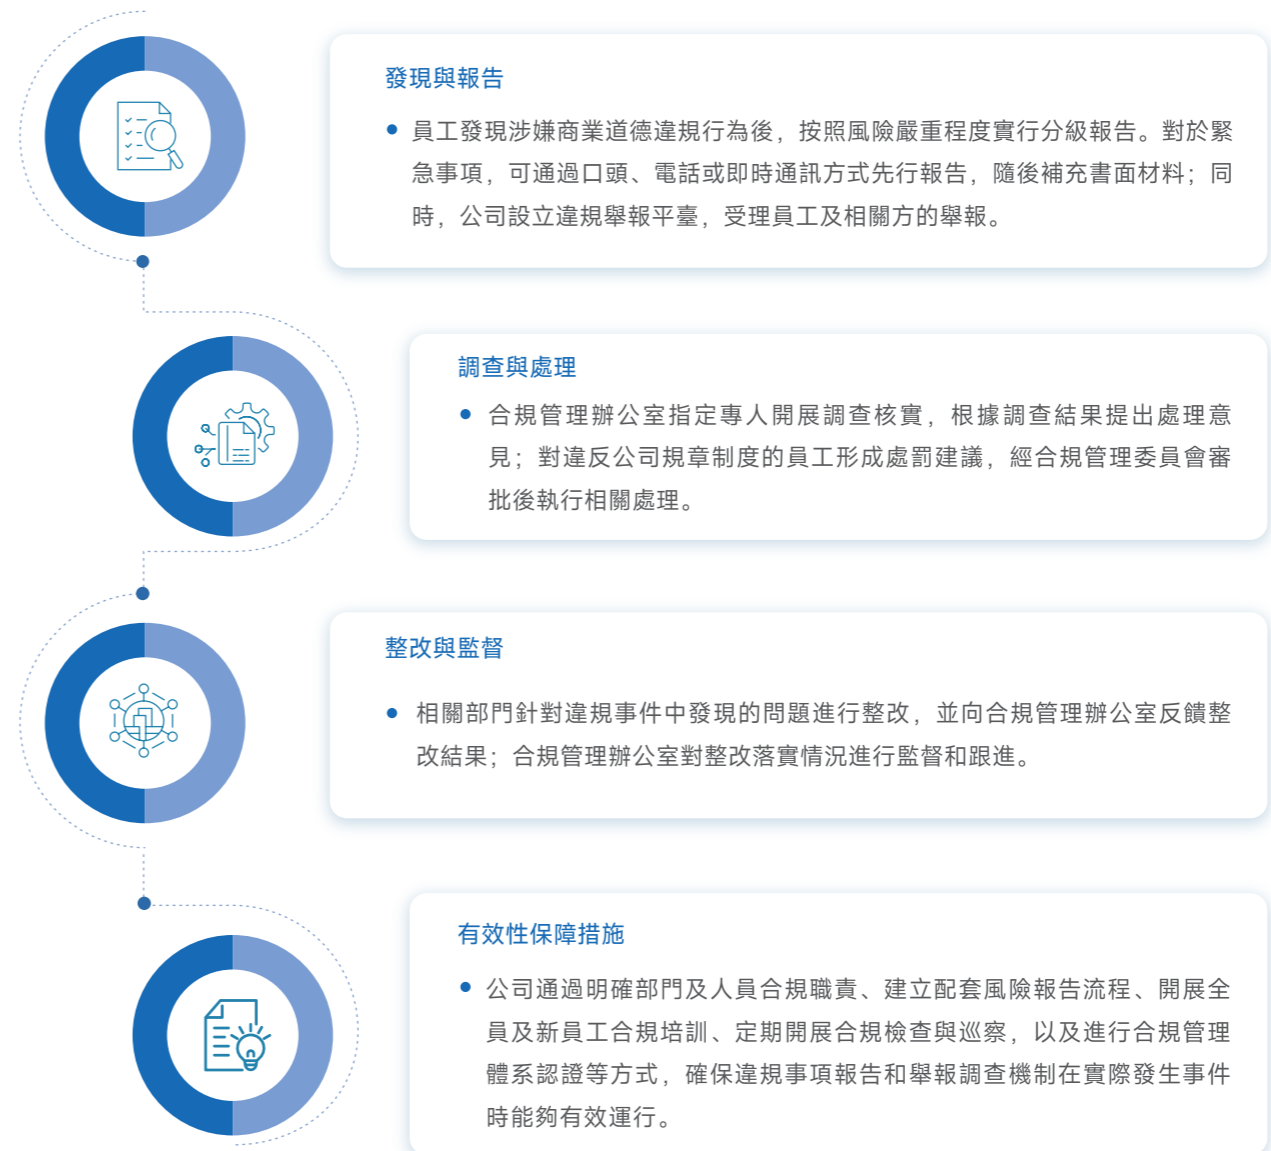 發現與報告
● 員工發現涉嫌商業道德違規行為後，按照風險嚴重程度實行分級報告。對於緊
急事項，可通過口頭、電話或即時通訊方式先行報告，隨後補充書面材料；同
時，公司設立違規舉報平臺，受理員工及相關方的舉報。
調查與處理
● 合規管理辦公室指定專人開展調查核實，根據調查結果提出處理意
見；對違反公司規章制度的員工形成處罰建議，經合規管理委員會審
批後執行相關處理。
整改與監督
● 相關部門針對違規事件中發現的問題進行整改，並向合規管理辦公室反饋整
改結果；合規管理辦公室對整改落實情況進行監督和跟進。
有效性保障措施
● 公司通過明確部門及人員合規職責、建立配套風險報告流程、開展全
員及新員工合規培訓、定期開展合規檢查與巡察，以及進行合規管理
體系認證等方式，確保違規事項報告和舉報調查機制在實際發生事件
時能夠有效運行。